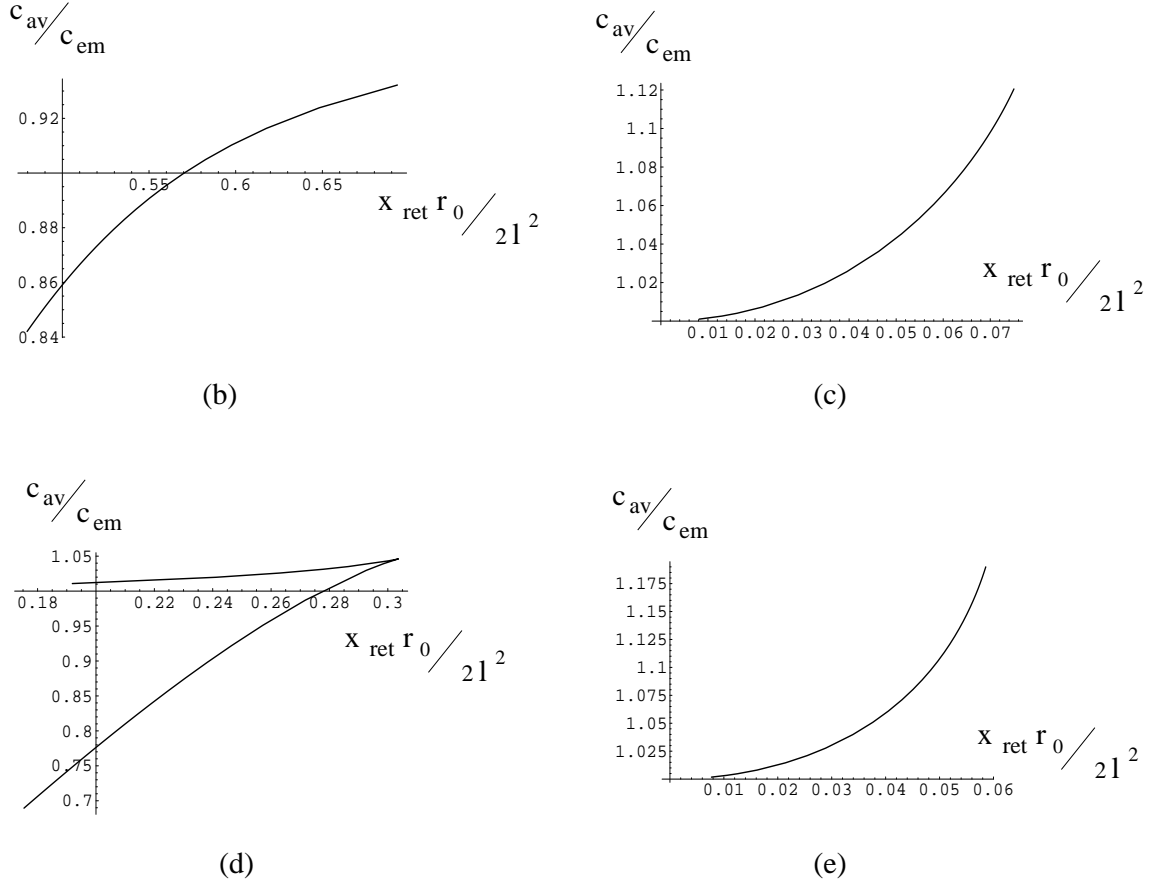 c av / c em
0.92
0.88
0.86
0.84
0.55 0.6 0.65
x ret r 0 / 2l 2
(b)
c av / c em
1.12
1.1
1.08
1.06
1.04
1.02
0.01 0.02 0.03 0.04 0.05 0.06 0.07
x ret r 0 / 2l 2
(c)
c av / c em
1.05
0.95
0.9
0.85
0.8
0.75
0.7
0.18 0.22 0.24 0.26 0.28 0.3
x ret r 0 / 2l 2
(d)
c av / c em
1.175
1.15
1.125
1.1
1.075
1.05
1.025
0.01 0.02 0.03 0.04 0.05 0.06
x ret r 0 / 2l 2
(e)